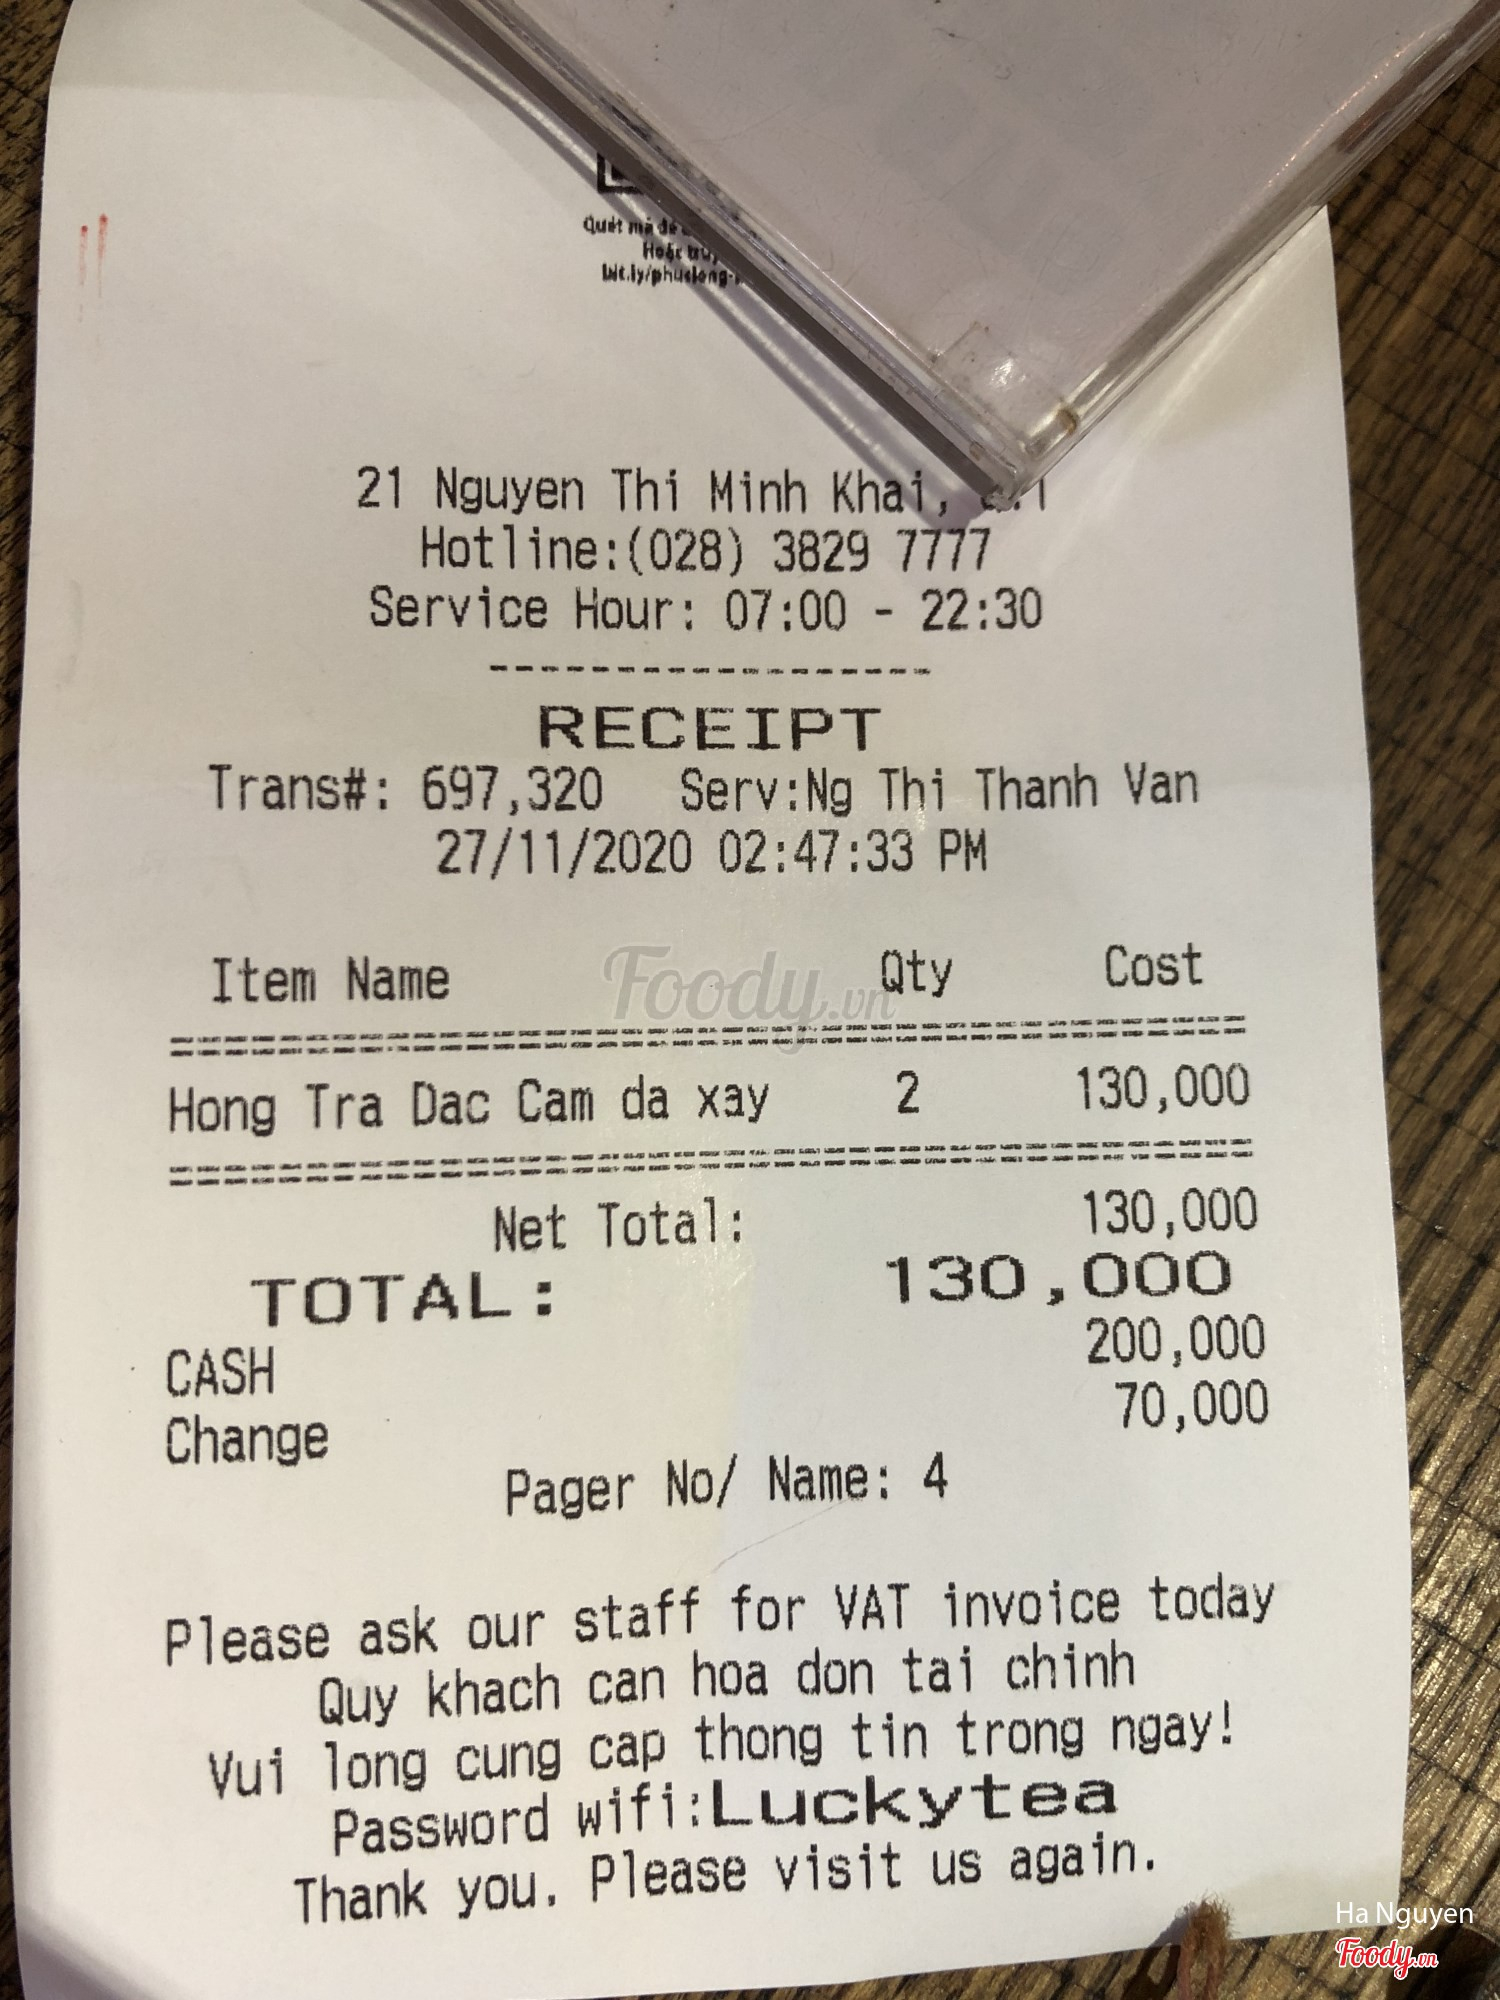 Quét mã để
Hoặc truy
bit.ly/phuclong-
21 Nguyen Thi Minh Khai,
Hotline:(028) 3829 7777
Service Hour: 07:00 - 22:30
------------------
RECEIPT
Trans#: 697,320 Serv:Ng Thi Thanh Van
27/11/2020 02:47:33 PM
Item Name Qty Cost
Foody.vn
Hong Tra Dac Cam da xay 2 130,000
Net Total: 130,000
TOTAL: 130,000
CASH 200,000
Change 70,000
Pager No/ Name: 4
Please ask our staff for VAT invoice today
Quy khach can hoa don tai chinh
Vui long cung cap thong tin trong ngay!
Password wifi:Luckytea
Thank you. Please visit us again.
Ha Nguyen
Foody.vn